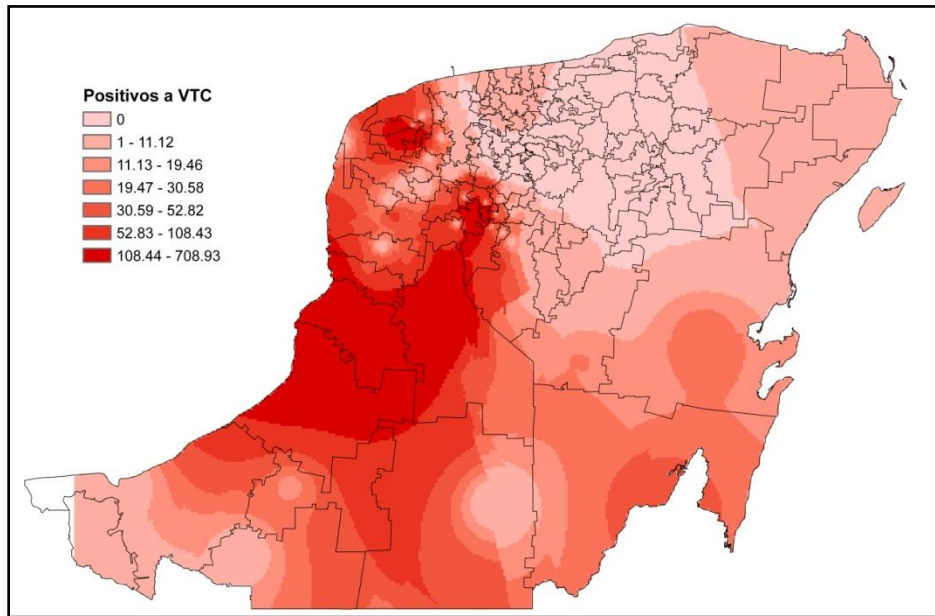 Positivos a VTC
0
1 - 11.12
11.13 - 19.46
19.47 - 30.58
30.59 - 52.82
52.83 - 108.43
108.44 - 708.93